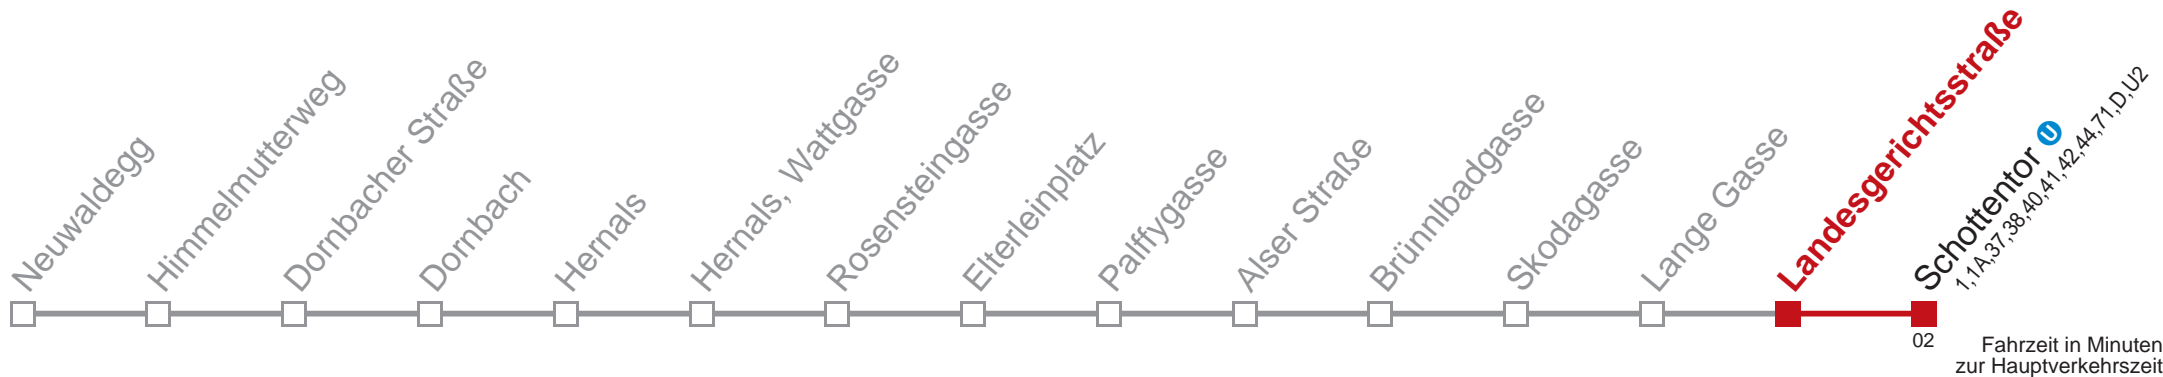 Neuwaldegg
Himmelmutterweg
Dornbacher Straße
Dornbach
Hernals
Hernals, Wattgasse
Rosensteingasse
Elterleinplatz
Palffygasse
Alser Straße
Brünnlbadgasse
Skodagasse
Lange Gasse
Landesgerichtsstraße
Schottentor U
1,1A,37,38,40,41,42,44,71,D,U2
02
Fahrzeit in Minuten
zur Hauptverkehrszeit